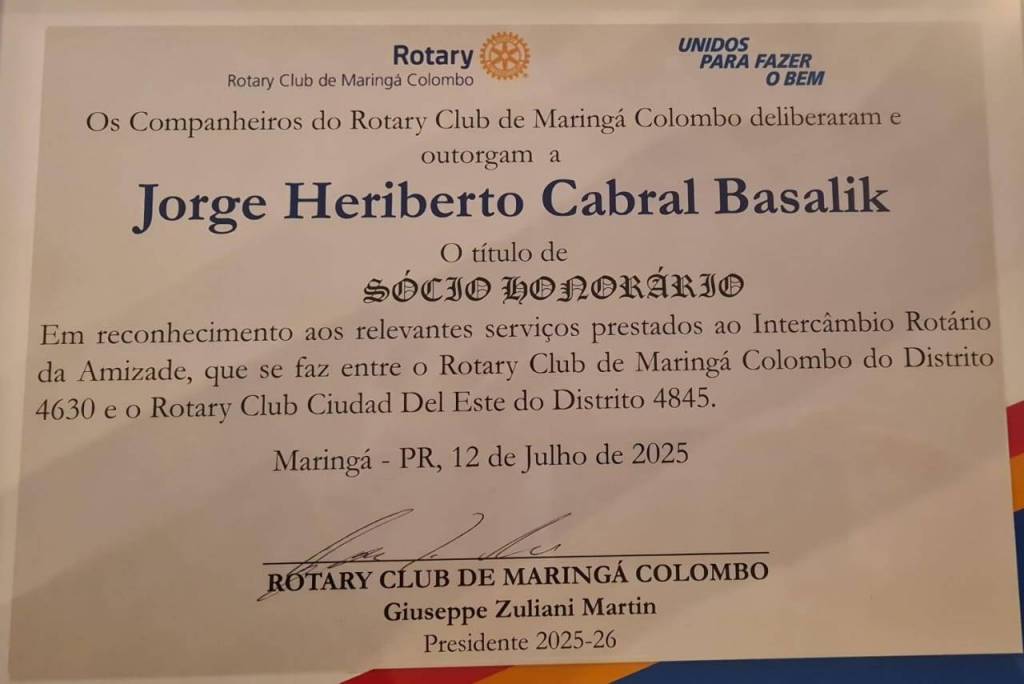 Rotary
Rotary Club de Maringá Colombo
UNIDOS
PARA FAZER
O BEM
Os Companheiros do Rotary Club de Maringá Colombo deliberaram e
outorgam a
Jorge Heriberto Cabral Basalik
O título de
SÓCIO HONORÁRIO
Em reconhecimento aos relevantes serviços prestados ao Intercâmbio Rotário
da Amizade, que se faz entre o Rotary Club de Maringá Colombo do Distrito
4630 e o Rotary Club Ciudad Del Este do Distrito 4845.
Maringá - PR, 12 de Julho de 2025
ROTARY CLUB DE MARINGÁ COLOMBO
Giuseppe Zuliani Martin
Presidente 2025-26